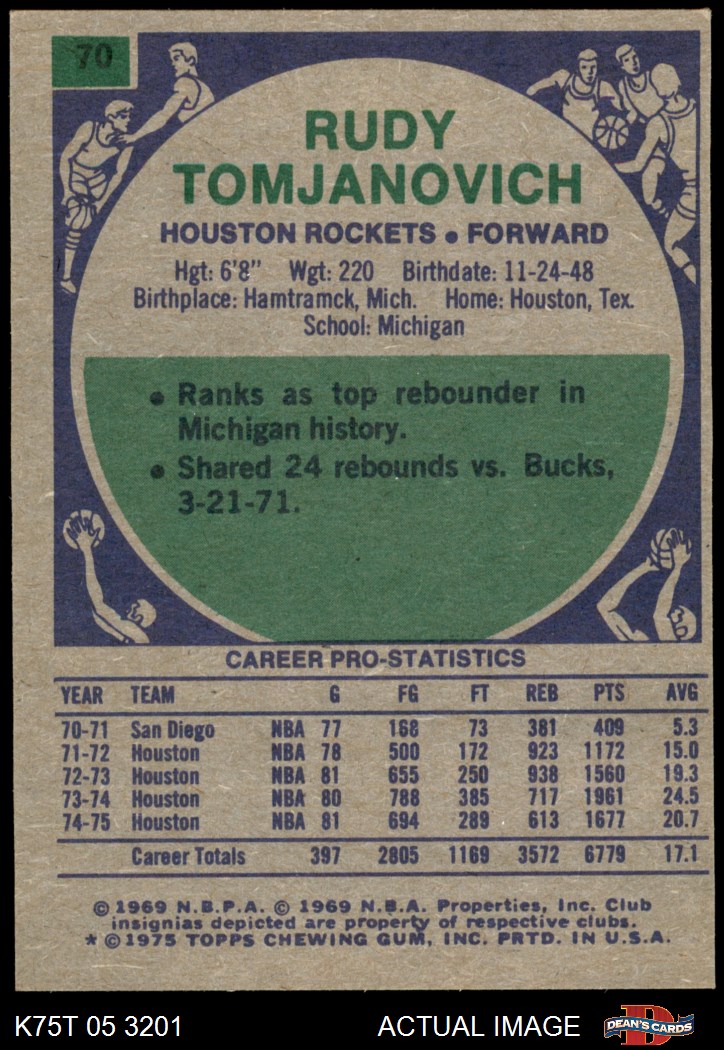 70
RUDY
TOMJANOVICH
HOUSTON ROCKETS • FORWARD
Hgt: 6'8" Wgt: 220 Birthdate: 11-24-48
Birthplace: Hamtramck, Mich. Home: Houston, Tex.
School: Michigan
• Ranks as top rebounder in
Michigan history.
• Shared 24 rebounds vs. Bucks,
3-21-71.
CAREER PRO-STATISTICS
YEAR TEAM G FG FT REB PTS AVG
70-71 San Diego NBA 77 168 73 381 409 5.3
71-72 Houston NBA 78 500 172 923 1172 15.0
72-73 Houston NBA 81 655 250 938 1560 19.3
73-74 Houston NBA 80 788 385 717 1961 24.5
74-75 Houston NBA 81 694 289 613 1677 20.7
Career Totals 397 2805 1169 3572 6779 17.1
© 1969 N.B.P.A. © 1969 N.B.A. Properties, Inc. Club
insignias depicted are property of respective clubs.
* © 1975 TOPPS CHEWING GUM, INC. PRTD. IN U.S.A.
K75T 05 3201 ACTUAL IMAGE
D
DEAN'S CARDS